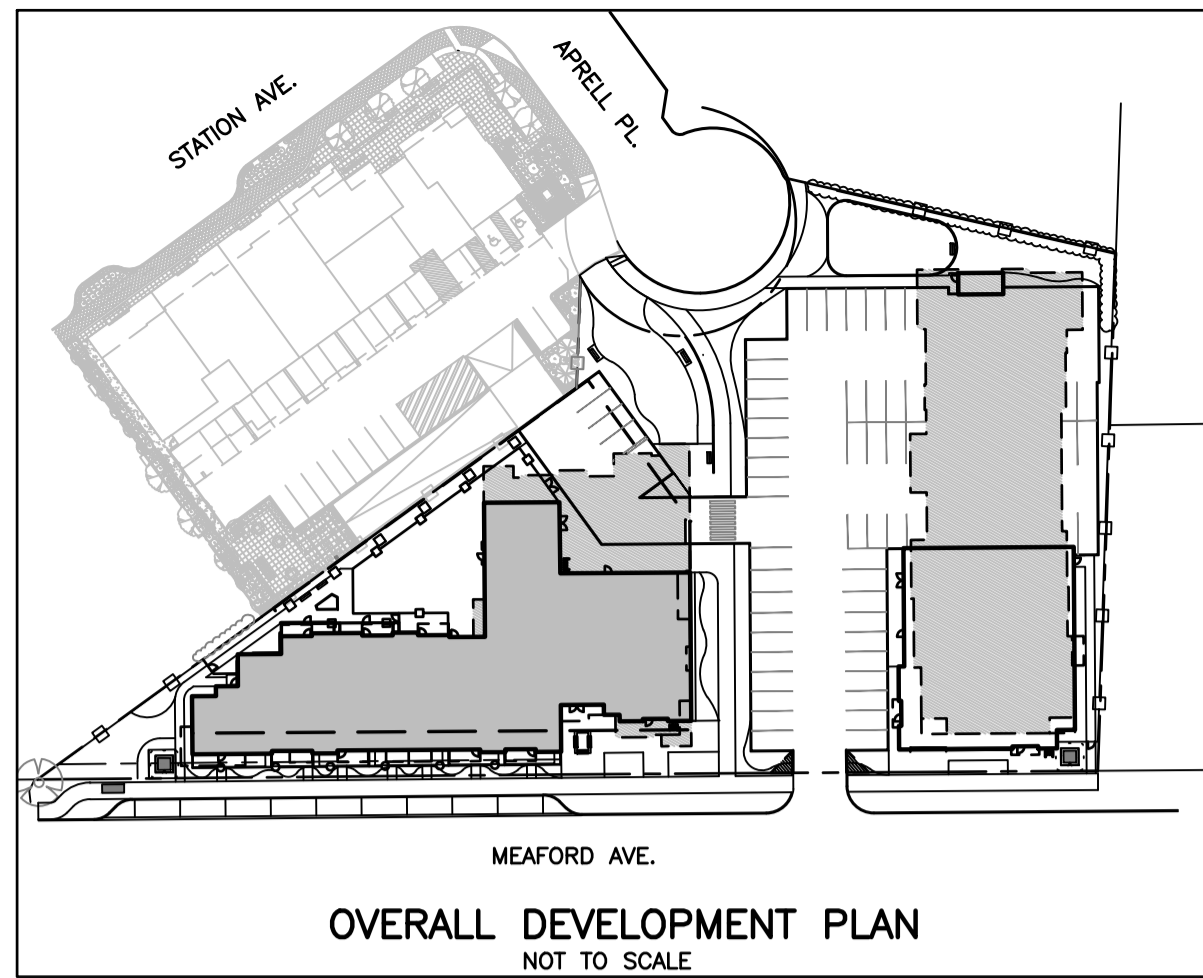 STATION AVE.
APRELL PL.
MEAFORD AVE.
OVERALL DEVELOPMENT PLAN
NOT TO SCALE